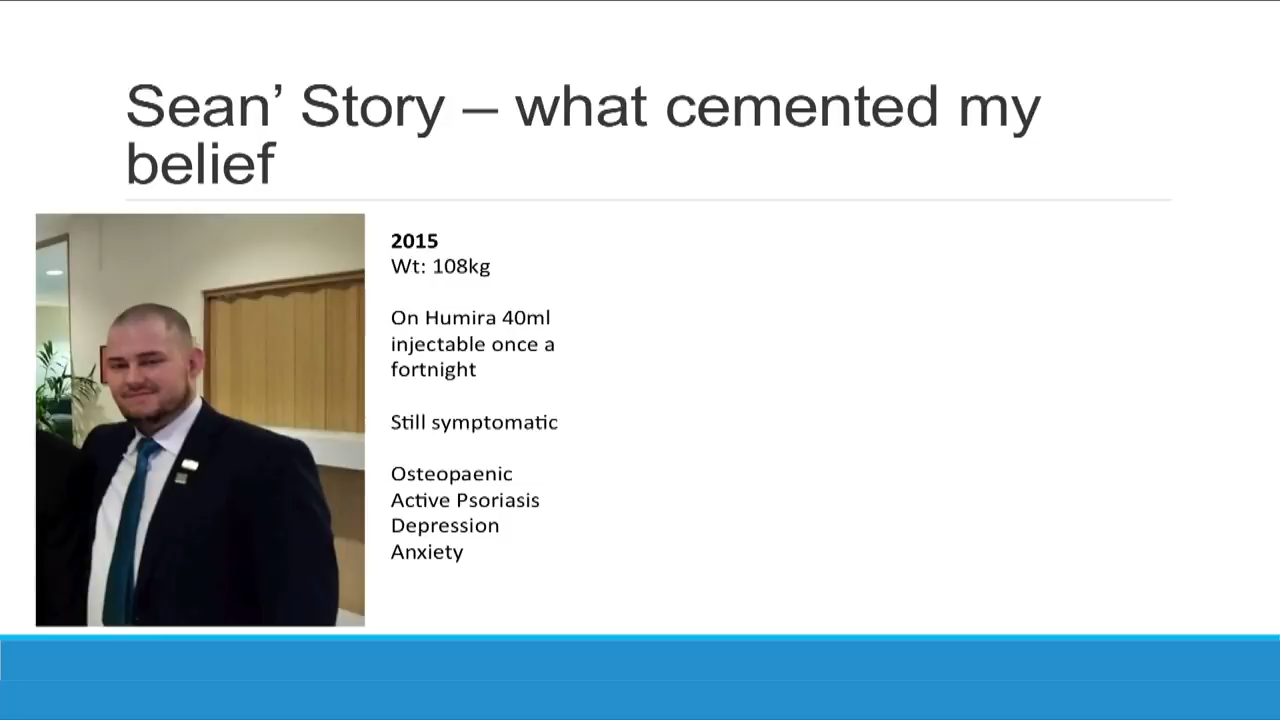 Sean’ Story – what cemented my
belief
2015
Wt: 108kg
On Humira 40ml
injectable once a
fortnight
Still symptomatic
Osteopaenic
Active Psoriasis
Depression
Anxiety